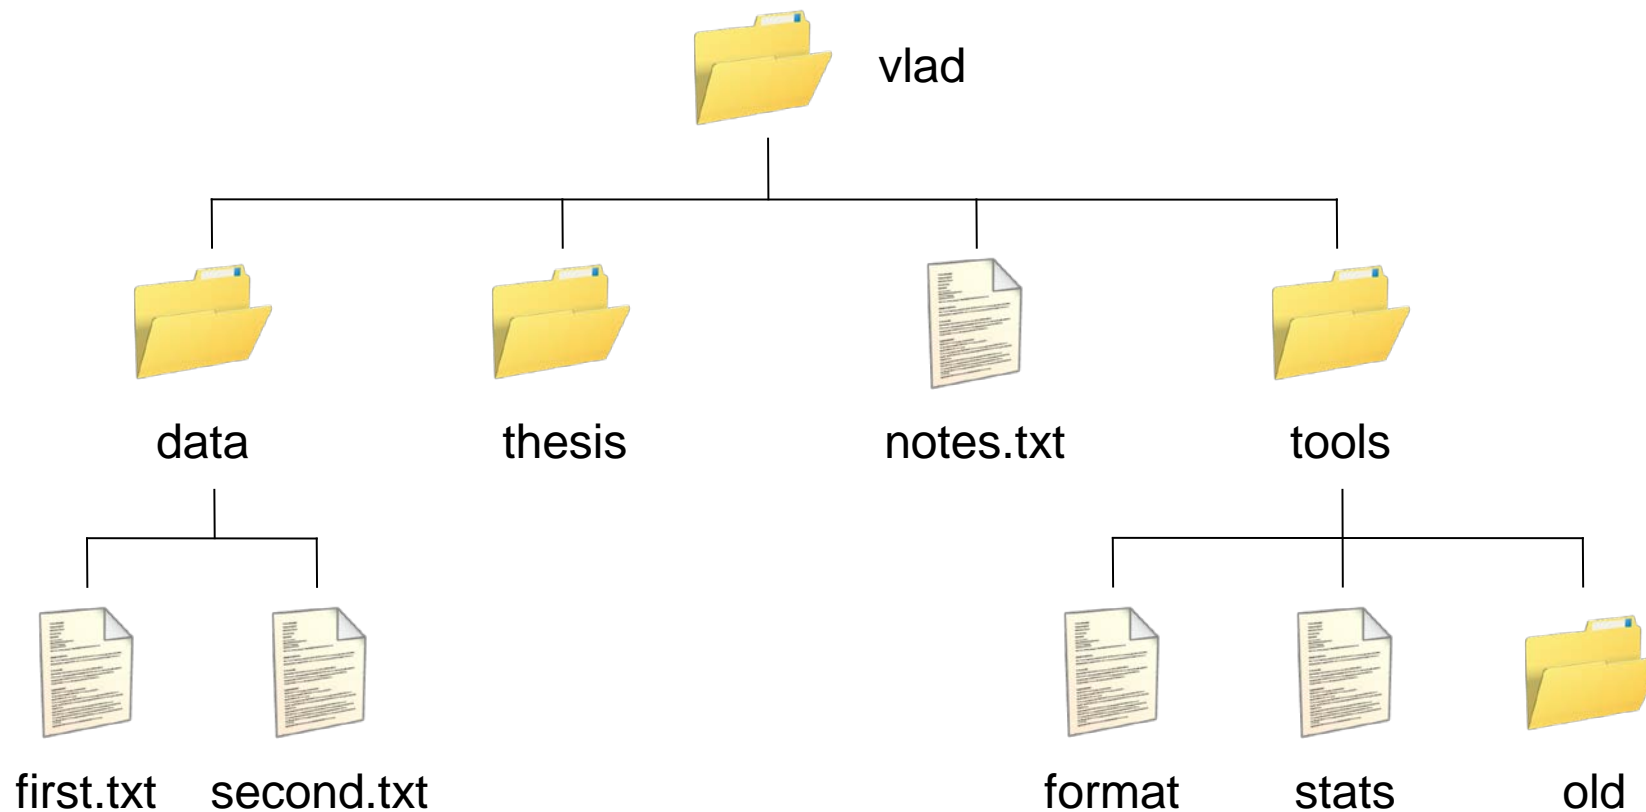 vlad
data
thesis
notes.txt
tools
first.txt
second.txt
format
stats
old